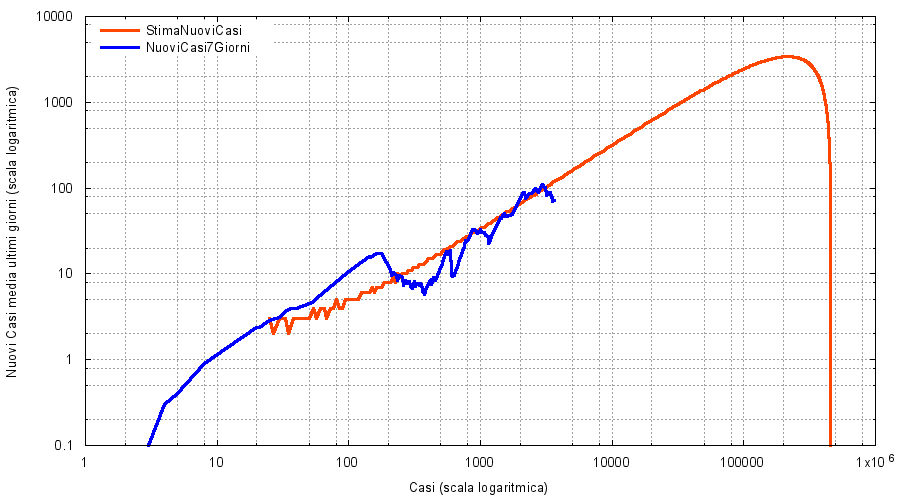 10000
StimaNuoviCasi
NuoviCasi7Giorni
1000
100
10
1
0.1
Nuovi Casi media ultimi giorni (scala logaritmica)
1 10 100 1000 10000 100000 1x10 6
Casi (scala logaritmica)